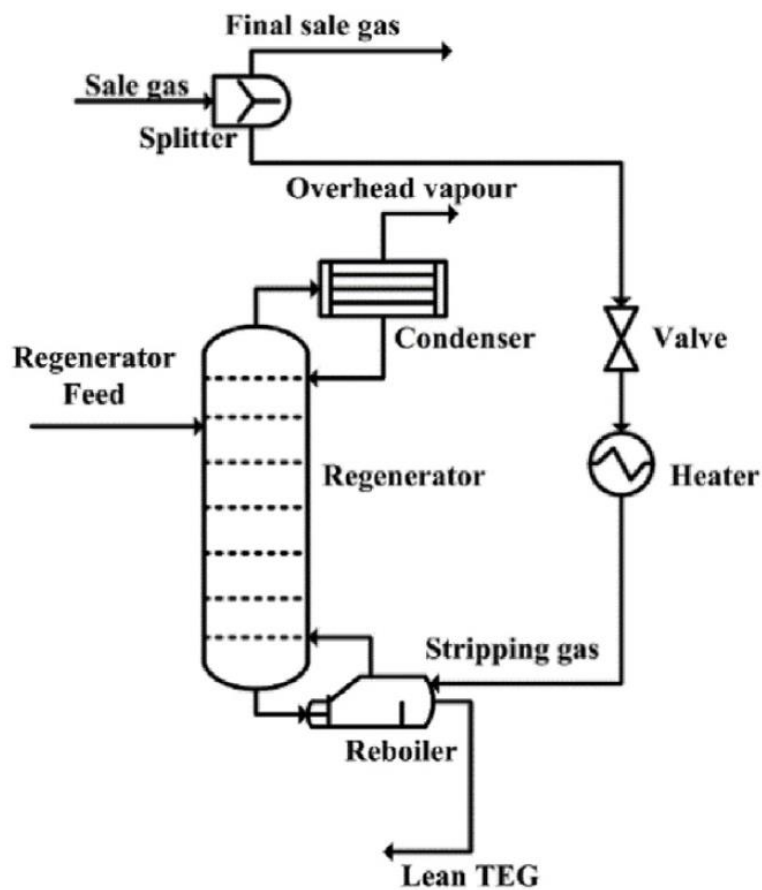 Final sale gas
Sale gas
Splitter
Overhead vapour
Condenser
Valve
Regenerator
Feed
Regenerator
Heater
Stripping gas
Reboiler
Lean TEG